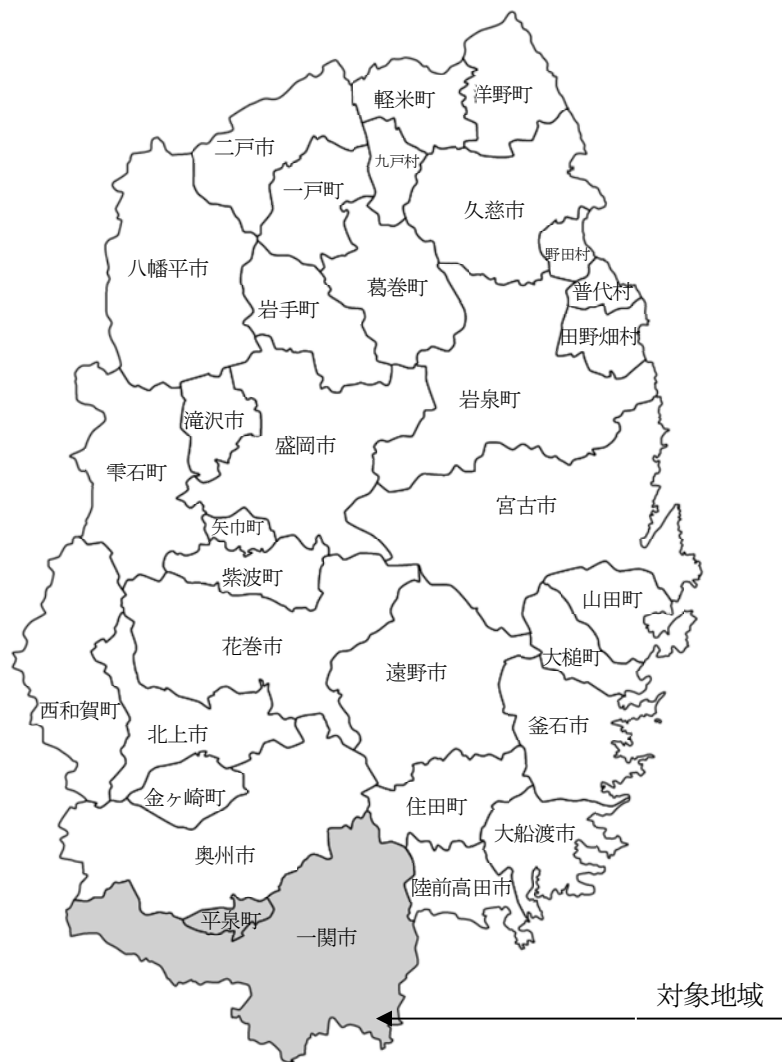 洋野町
軽米町
二戸市
九戸村
一戸町
久慈市
野田村
八幡平市
葛巻町
普代村
岩手町
田野畑村
岩泉町
滝沢市
盛岡市
雫石町
宮古市
矢巾町
紫波町
山田町
花巻市
大槌町
遠野市
西和賀町
釜石市
北上市
金ヶ崎町
住田町
大船渡市
奥州市
陸前高田市
平泉町
一関市
対象地域